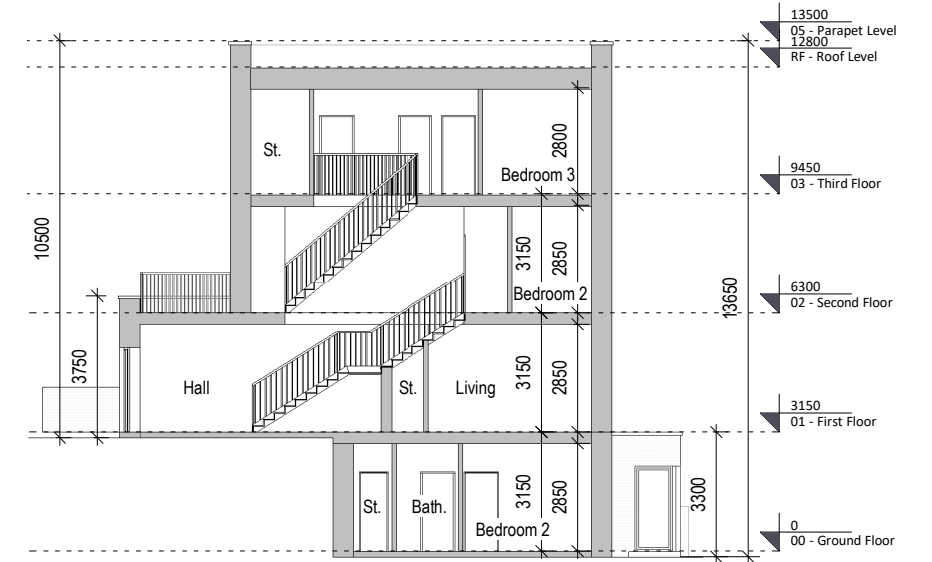 13500
05 - Parapet Level
12800
RF - Roof Level
St.
2800
Bedroom 3
9450
03 - Third Floor
10500
3150
2850
Bedroom 2
13650
6300
02 - Second Floor
3750
Hall
St.
Living
3150
2850
3150
01 - First Floor
St.
Bath.
3150
2850
Bedroom 2
3300
0
00 - Ground Floor